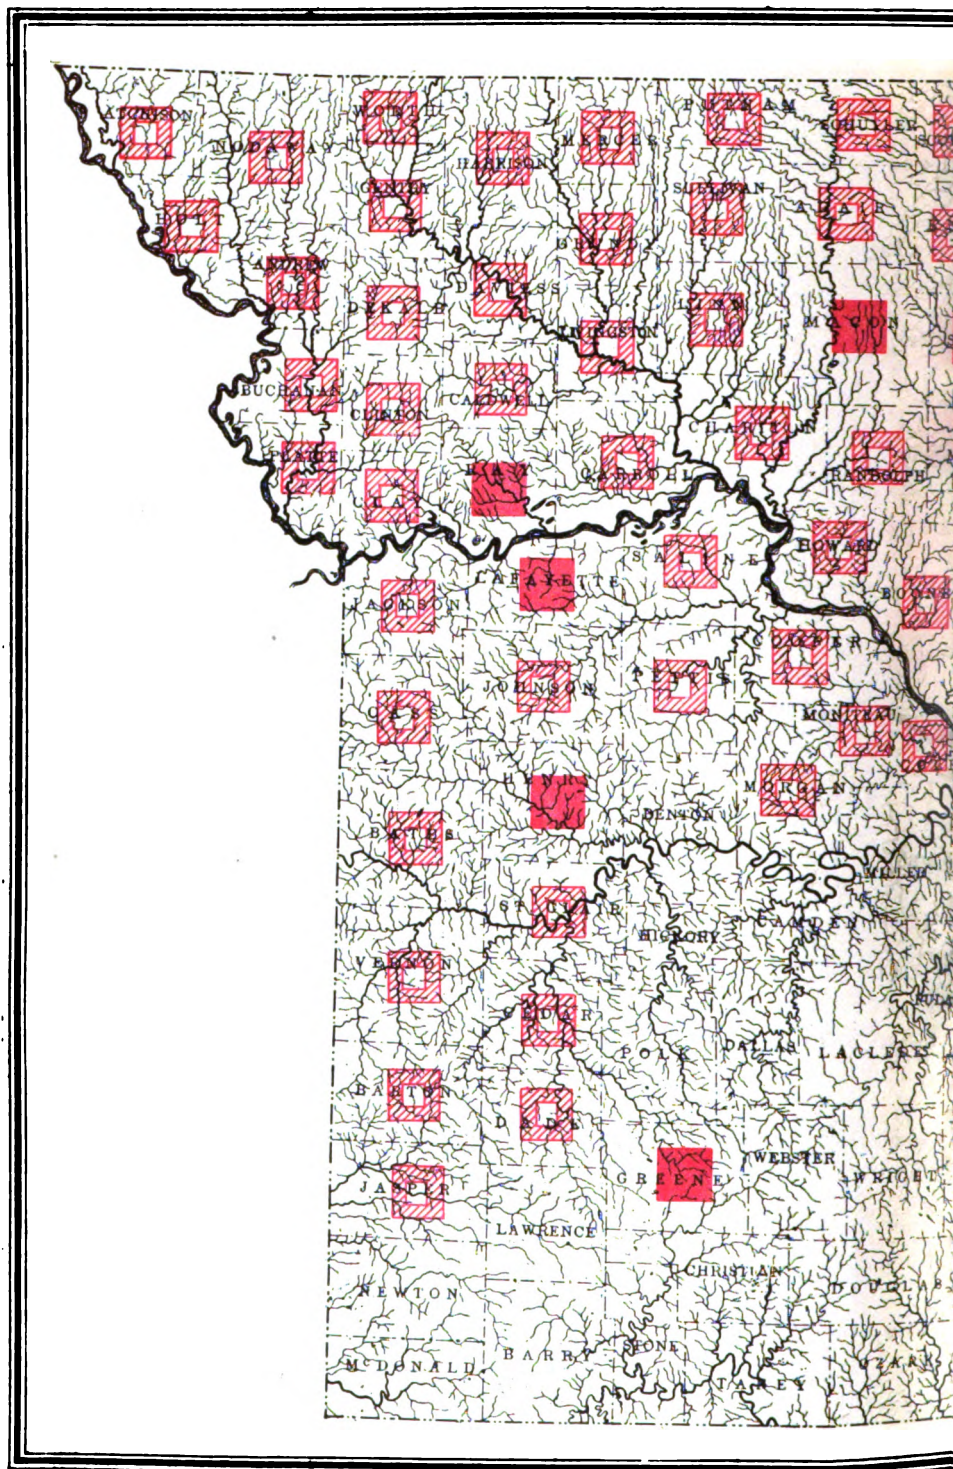 ATCHISON
NODAWAY
WORTH
HARRISON
MERCER
PUTNAM
SCHUYLER
HOLT
GENTRY
SULLIVAN
ADAIR
ANDREW
DEKALB
DAVIESS
GRUNDY
LIVINGSTON
LINN
MACON
BUCHANAN
CLINTON
CALDWELL
CHARITON
PLATTE
CLAY
RAY
CARROLL
RANDOLPH
LAFAYETTE
SALINE
HOWARD
BOONE
JACKSON
JOHNSON
PETTIS
COOPER
CASS
MONITEAU
HENRY
MORGAN
BATES
BENTON
MILLER
ST. CLAIR
HICKORY
CAMDEN
VERNON
CEDAR
POLK
DALLAS
LACLEDE
BARTON
DADE
JASPER
GREENE
WEBSTER
WRIGHT
LAWRENCE
CHRISTIAN
DOUGLAS
NEWTON
McDONALD
BARRY
STONE
TANEY
OZARK